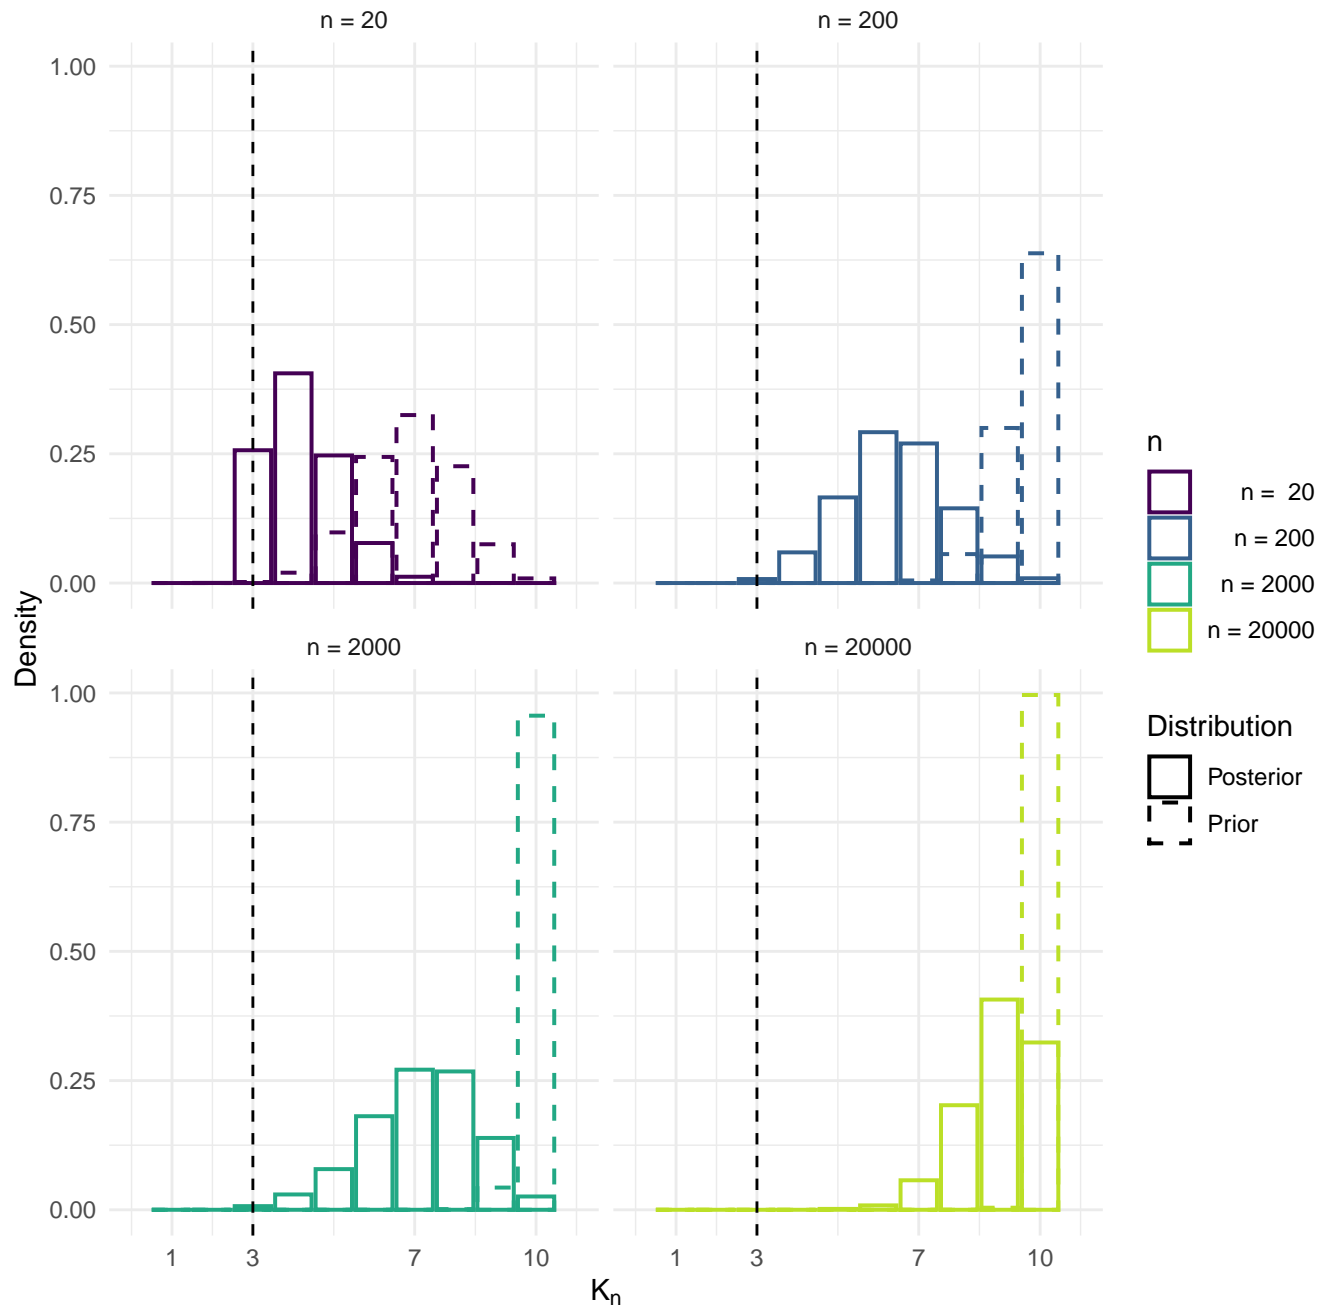 n = 20
n = 200
1.00
0.75
0.50
0.25
0.00
n = 2000
n = 20000
1.00
0.75
0.50
0.25
0.00
1 3 7 10
1 3 7 10
Density
Kn
n
n = 20
n = 200
n = 2000
n = 20000
Distribution
Posterior
Prior